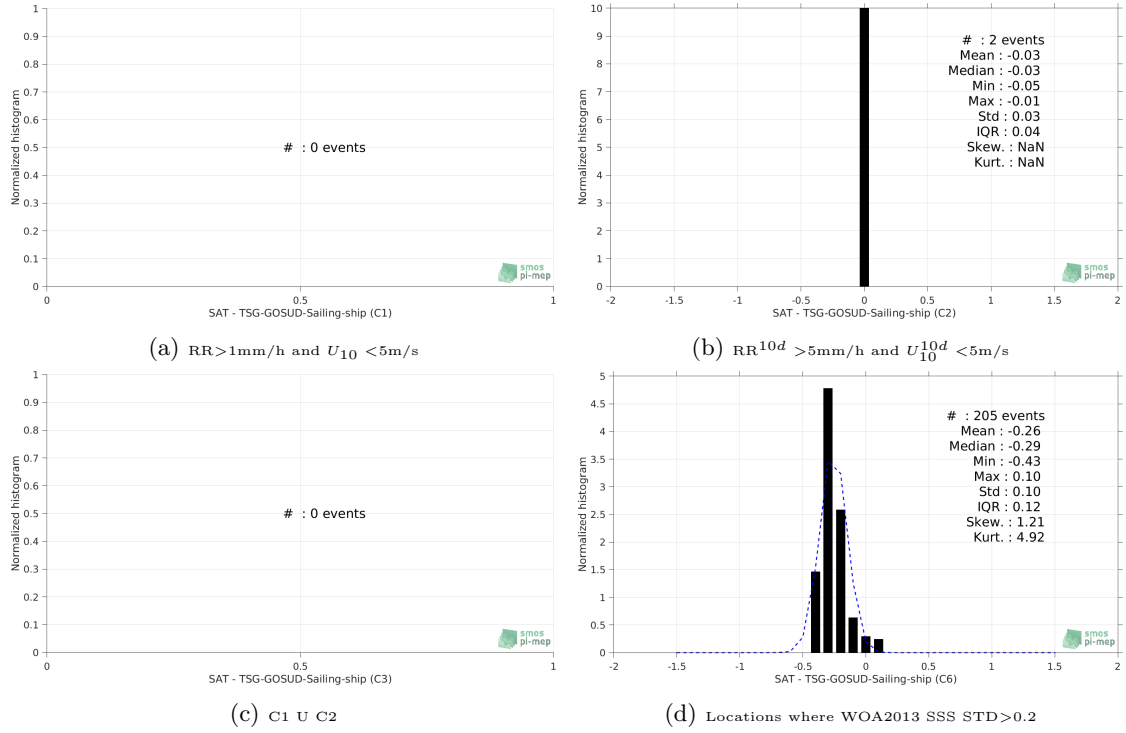 1
0.9
0.8
0.7
0.6
0.5
0.4
0.3
0.2
0.1
0
0
0.5
1
Normalized histogram
# : 0 events
smos
pi-mep
SAT - TSG-GOSUD-Sailing-ship (C1)
(a) RR>1mm/h and U10 <5m/s
10
9
8
7
6
5
4
3
2
1
0
-2
-1.5
-1
-0.5
0
0.5
1
1.5
2
Normalized histogram
# : 2 events
Mean : -0.03
Median : -0.03
Min : -0.05
Max : -0.01
Std : 0.03
IQR : 0.04
Skew. : NaN
Kurt. : NaN
smos
pi-mep
SAT - TSG-GOSUD-Sailing-ship (C2)
(b) RR10d >5mm/h and U10d10 <5m/s
1
0.9
0.8
0.7
0.6
0.5
0.4
0.3
0.2
0.1
0
0
0.5
1
Normalized histogram
# : 0 events
smos
pi-mep
SAT - TSG-GOSUD-Sailing-ship (C3)
(c) C1 U C2
5
4.5
4
3.5
3
2.5
2
1.5
1
0.5
0
-2
-1.5
-1
-0.5
0
0.5
1
1.5
2
Normalized histogram
# : 205 events
Mean : -0.26
Median : -0.29
Min : -0.43
Max : 0.10
Std : 0.10
IQR : 0.12
Skew. : 1.21
Kurt. : 4.92
smos
pi-mep
SAT - TSG-GOSUD-Sailing-ship (C6)
(d) Locations where WOA2013 SSS STD>0.2